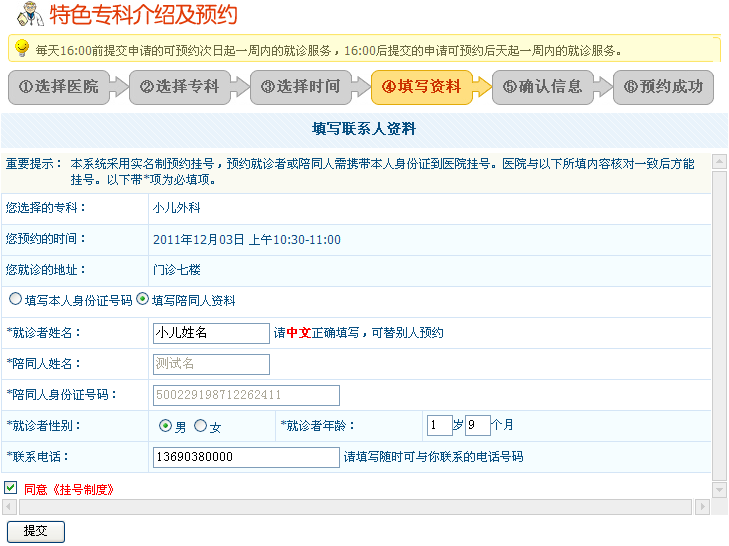 特色专科介绍及预约
每天16:00前提交申请的可预约次日起一周内的就诊服务，16:00后提交的申请可预约后天起一周内的就诊服务。
①选择医院 ②选择专科 ③选择时间 ④填写资料 ⑤确认信息 ⑥预约成功
填写联系人资料
重要提示： 本系统采用实名制预约挂号，预约就诊者或陪同人需携带本人身份证到医院挂号。医院与以下所填内容核对一致后方能
挂号。以下带*项为必填项。
您选择的专科： 小儿外科
您预约的时间： 2011年12月03日 上午10:30-11:00
您就诊的地址： 门诊七楼
填写本人身份证号码 填写陪同人资料
*就诊者姓名： 小儿姓名 请中文正确填写，可替别人预约
*陪同人姓名： 测试名
*陪同人身份证号码： 500229198712262411
*就诊者性别： 男 女 *就诊者年龄： 1 岁 9 个月
*联系电话： 13690380000 请填写随时可与你联系的电话号码
同意《挂号制度》
提交